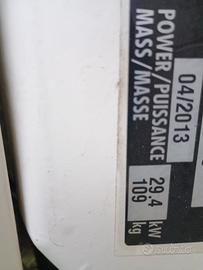 04/2013
POWER/PUISSANCE 29.4 kW
MASS/MASSE 109 kg